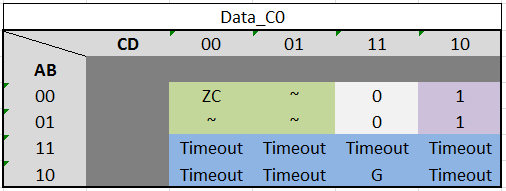 Data_C0
CD 00 01 11 10
AB
00 ZC ~ 0 1
01 ~ ~ 0 1
11 Timeout Timeout Timeout Timeout
10 Timeout Timeout G Timeout